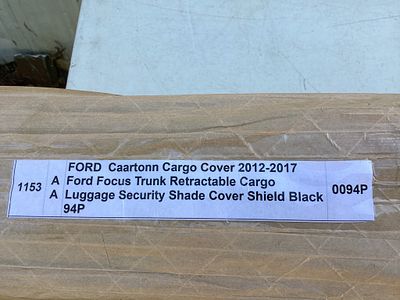 FORD Caartonn Cargo Cover 2012-2017
1153 A Ford Focus Trunk Retractable Cargo 0094P
A Luggage Security Shade Cover Shield Black
94P